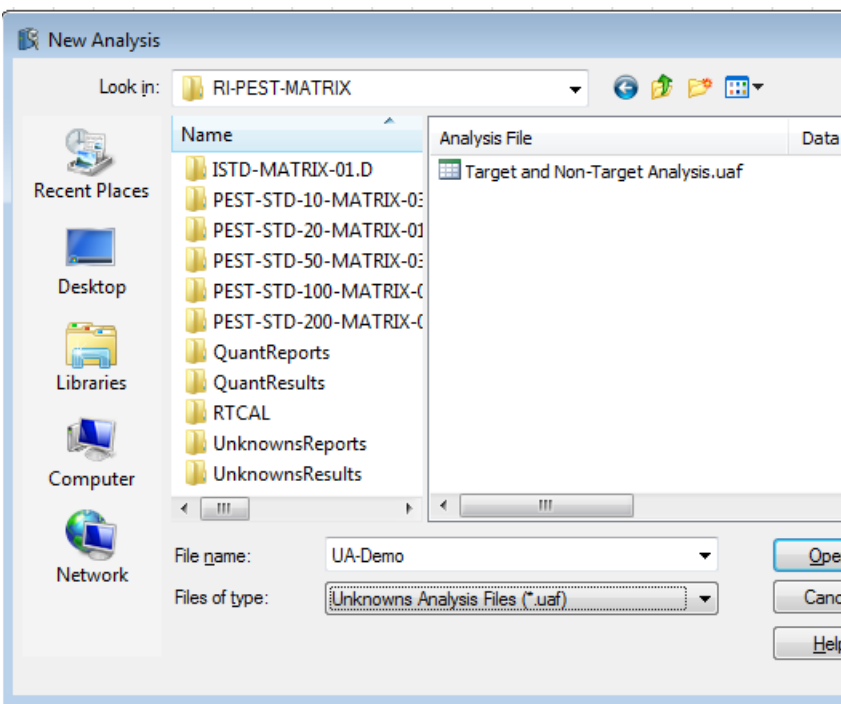 New Analysis
Look in: RI-PEST-MATRIX
Recent Places
Desktop
Libraries
Computer
Network
Name
ISTD-MATRIX-01.D
PEST-STD-10-MATRIX-03
PEST-STD-20-MATRIX-01
PEST-STD-50-MATRIX-03
PEST-STD-100-MATRIX-0
PEST-STD-200-MATRIX-0
QuantReports
QuantResults
RTCAL
UnknownsReports
UnknownsResults
Analysis File Data
Target and Non-Target Analysis.uaf
File name: UA-Demo
Files of type: Unknowns Analysis Files (*.uaf)
Ope
Canc
Help